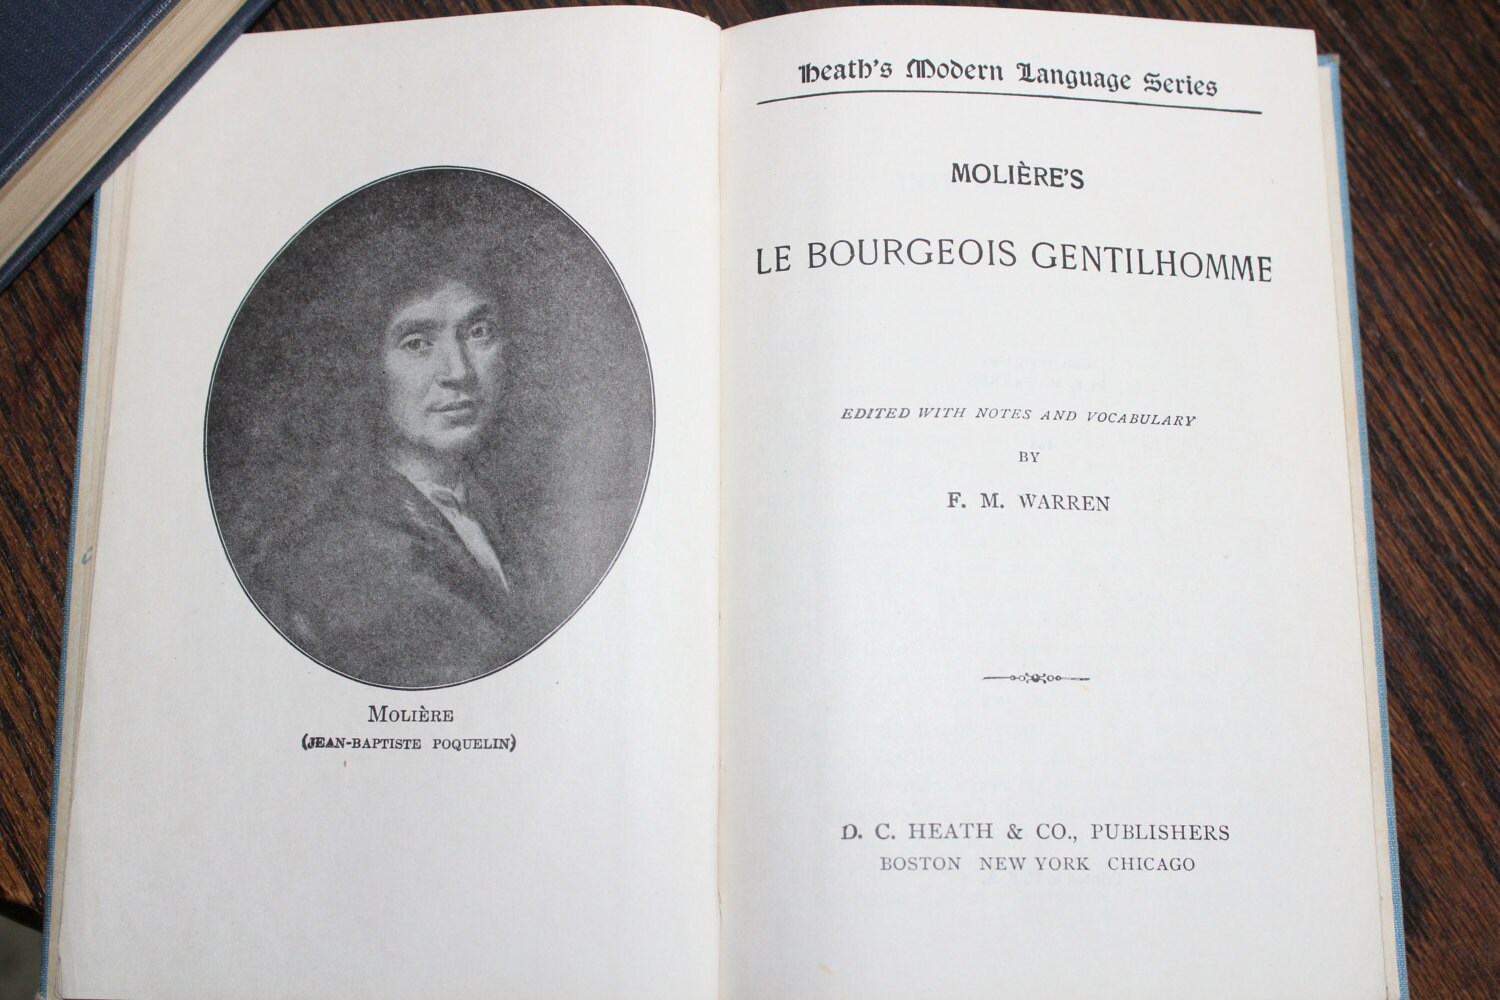 MOLIÈRE
(JEAN-BAPTISTE POQUELIN)
Heath's Modern Language Series
MOLIÈRE'S
LE BOURGEOIS GENTILHOMME
EDITED WITH NOTES AND VOCABULARY
BY
F. M. WARREN
D. C. HEATH & CO., PUBLISHERS
BOSTON NEW YORK CHICAGO